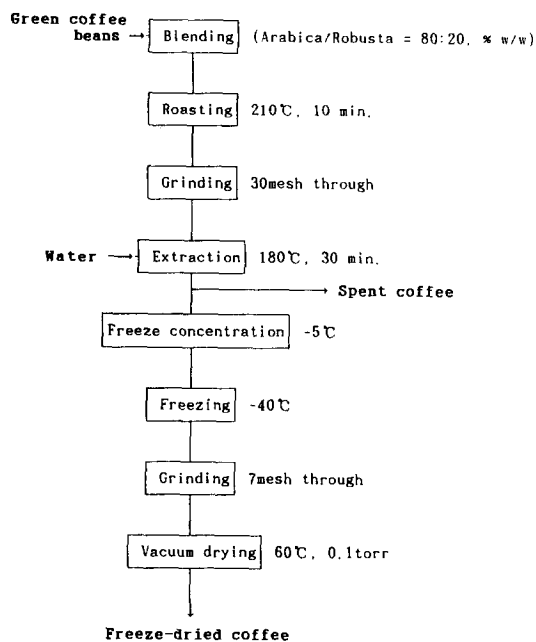 Green coffee
beans
Blending (Arabica/Robusta = 80:20, % w/w)
Roasting 210℃, 10 min.
Grinding 30mesh through
Water Extraction 180℃, 30 min.
Spent coffee
Freeze concentration -5℃
Freezing -40℃
Grinding 7mesh through
Vacuum drying 60℃, 0.1torr
Freeze-dried coffee